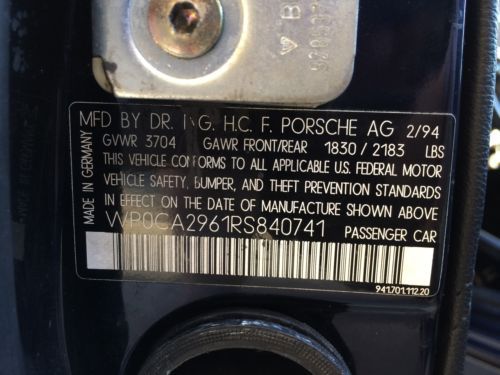 MFD BY DR. I NG. H.C. F. PORSCHE AG 2/94
GVWR 3704 GAWR FRONT/REAR 1830 / 2183 LBS
THIS VEHICLE CONFORMS TO ALL APPLICABLE U.S. FEDERAL MOTOR
VEHICLE SAFETY, BUMPER, AND THEFT PREVENTION STANDARDS
IN EFFECT ON THE DATE OF MANUFACTURE SHOWN ABOVE
WP0CA2961RS840741 PASSENGER CAR
MADE IN GERMANY
941.701.112.20